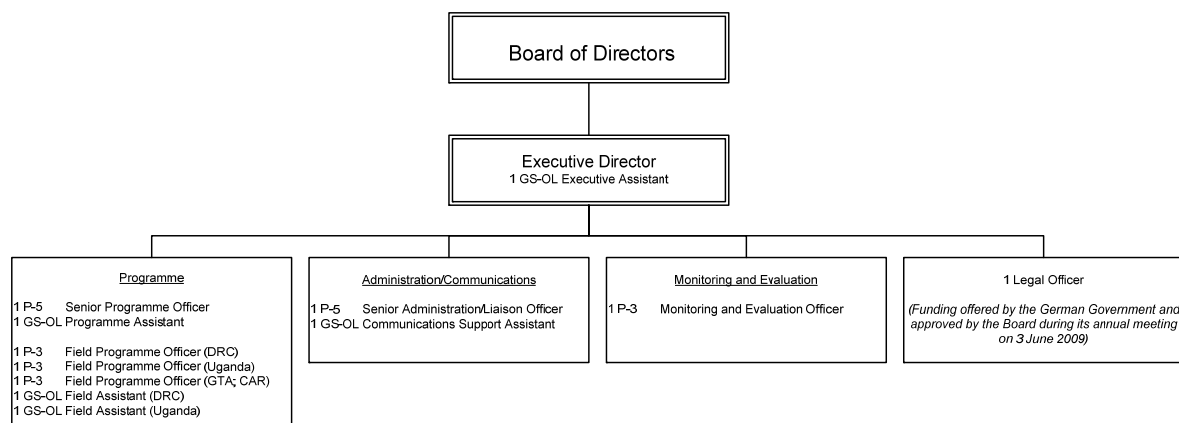 Board of Directors
Executive Director
1 GS-OL Executive Assistant
Programme
1 P-5 Senior Programme Officer
1 GS-OL Programme Assistant
1 P-3 Field Programme Officer (DRC)
1 P-3 Field Programme Officer (Uganda)
1 P-3 Field Programme Officer (GTA; CAR)
1 GS-OL Field Assistant (DRC)
1 GS-OL Field Assistant (Uganda)
Administration/Communications
1 P-5 Senior Administration/Liaison Officer
1 GS-OL Communications Support Assistant
Monitoring and Evaluation
1 P-3 Monitoring and Evaluation Officer
1 Legal Officer
(Funding offered by the German Government and
approved by the Board during its annual meeting
on 3 June 2009)